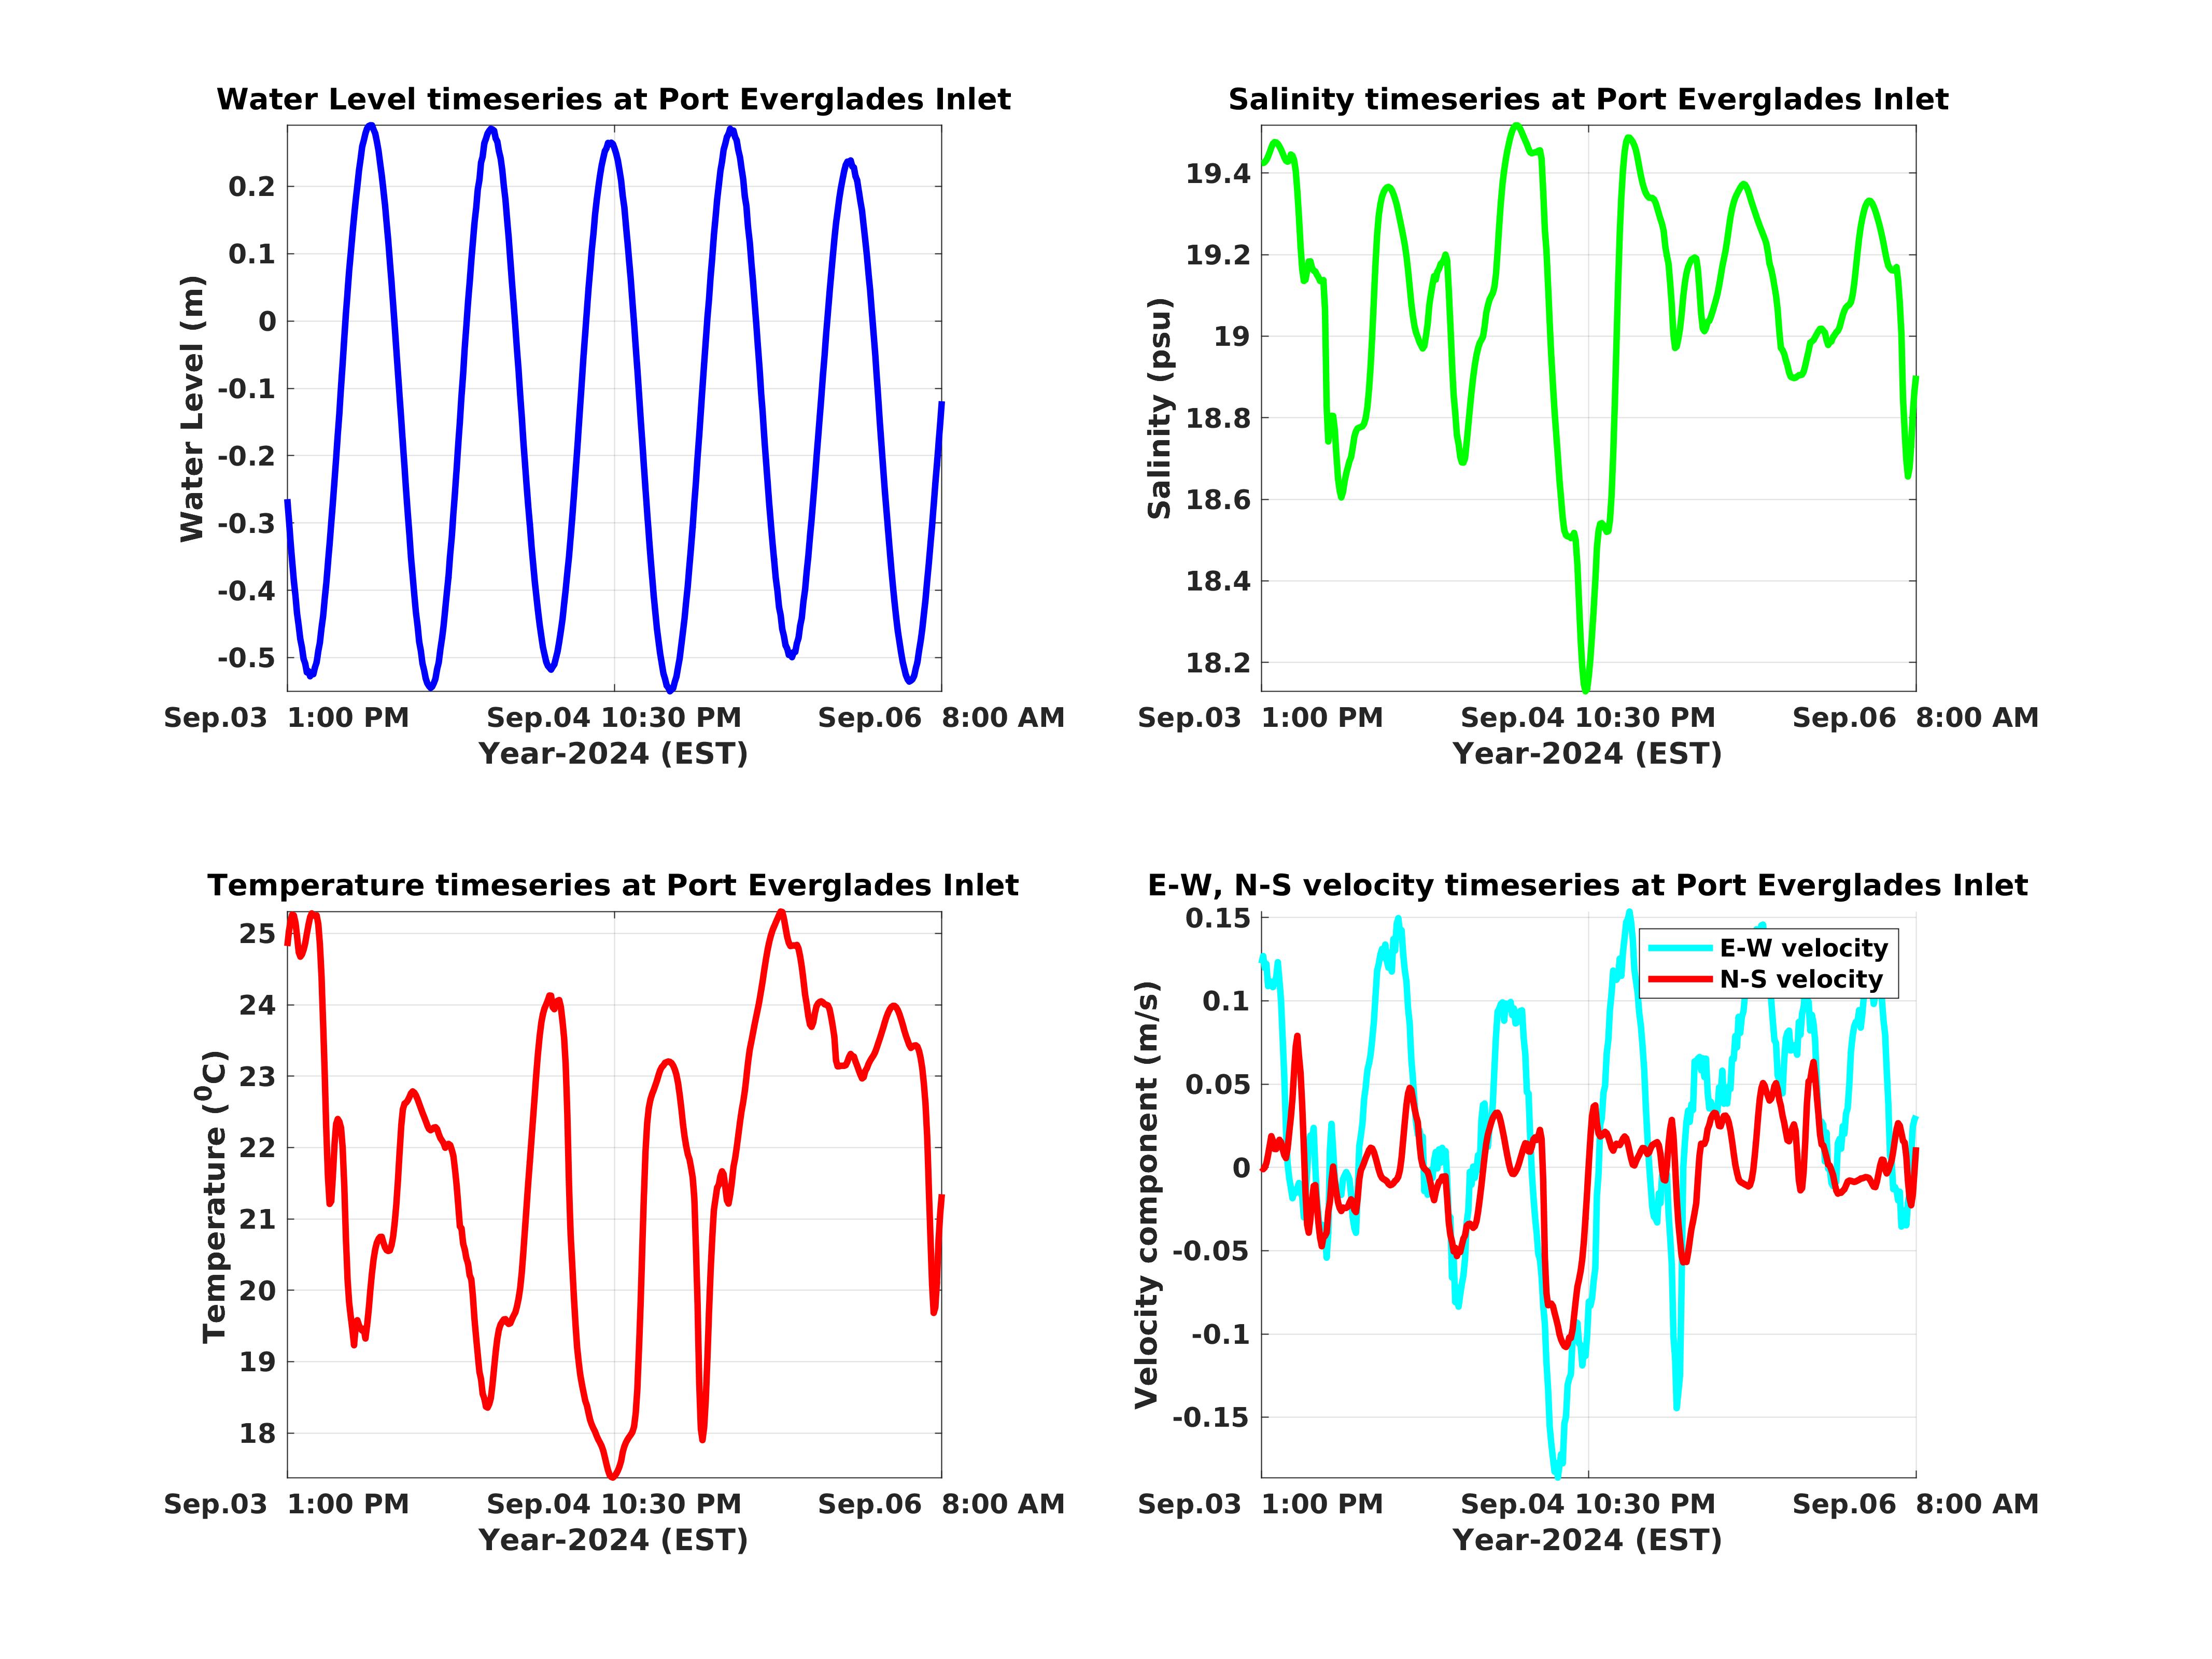 Water Level timeseries at Port Everglades Inlet
Water Level (m)
0.2
0.1
0
-0.1
-0.2
-0.3
-0.4
-0.5
Sep.03 1:00 PM
Sep.04 10:30 PM
Sep.06 8:00 AM
Year-2024 (EST)
Salinity timeseries at Port Everglades Inlet
Salinity (psu)
19.4
19.2
19
18.8
18.6
18.4
18.2
Sep.03 1:00 PM
Sep.04 10:30 PM
Sep.06 8:00 AM
Year-2024 (EST)
Temperature timeseries at Port Everglades Inlet
Temperature (⁰C)
25
24
23
22
21
20
19
18
Sep.03 1:00 PM
Sep.04 10:30 PM
Sep.06 8:00 AM
Year-2024 (EST)
E-W, N-S velocity timeseries at Port Everglades Inlet
Velocity component (m/s)
0.15
0.1
0.05
0
-0.05
-0.1
-0.15
E-W velocity
N-S velocity
Sep.03 1:00 PM
Sep.04 10:30 PM
Sep.06 8:00 AM
Year-2024 (EST)